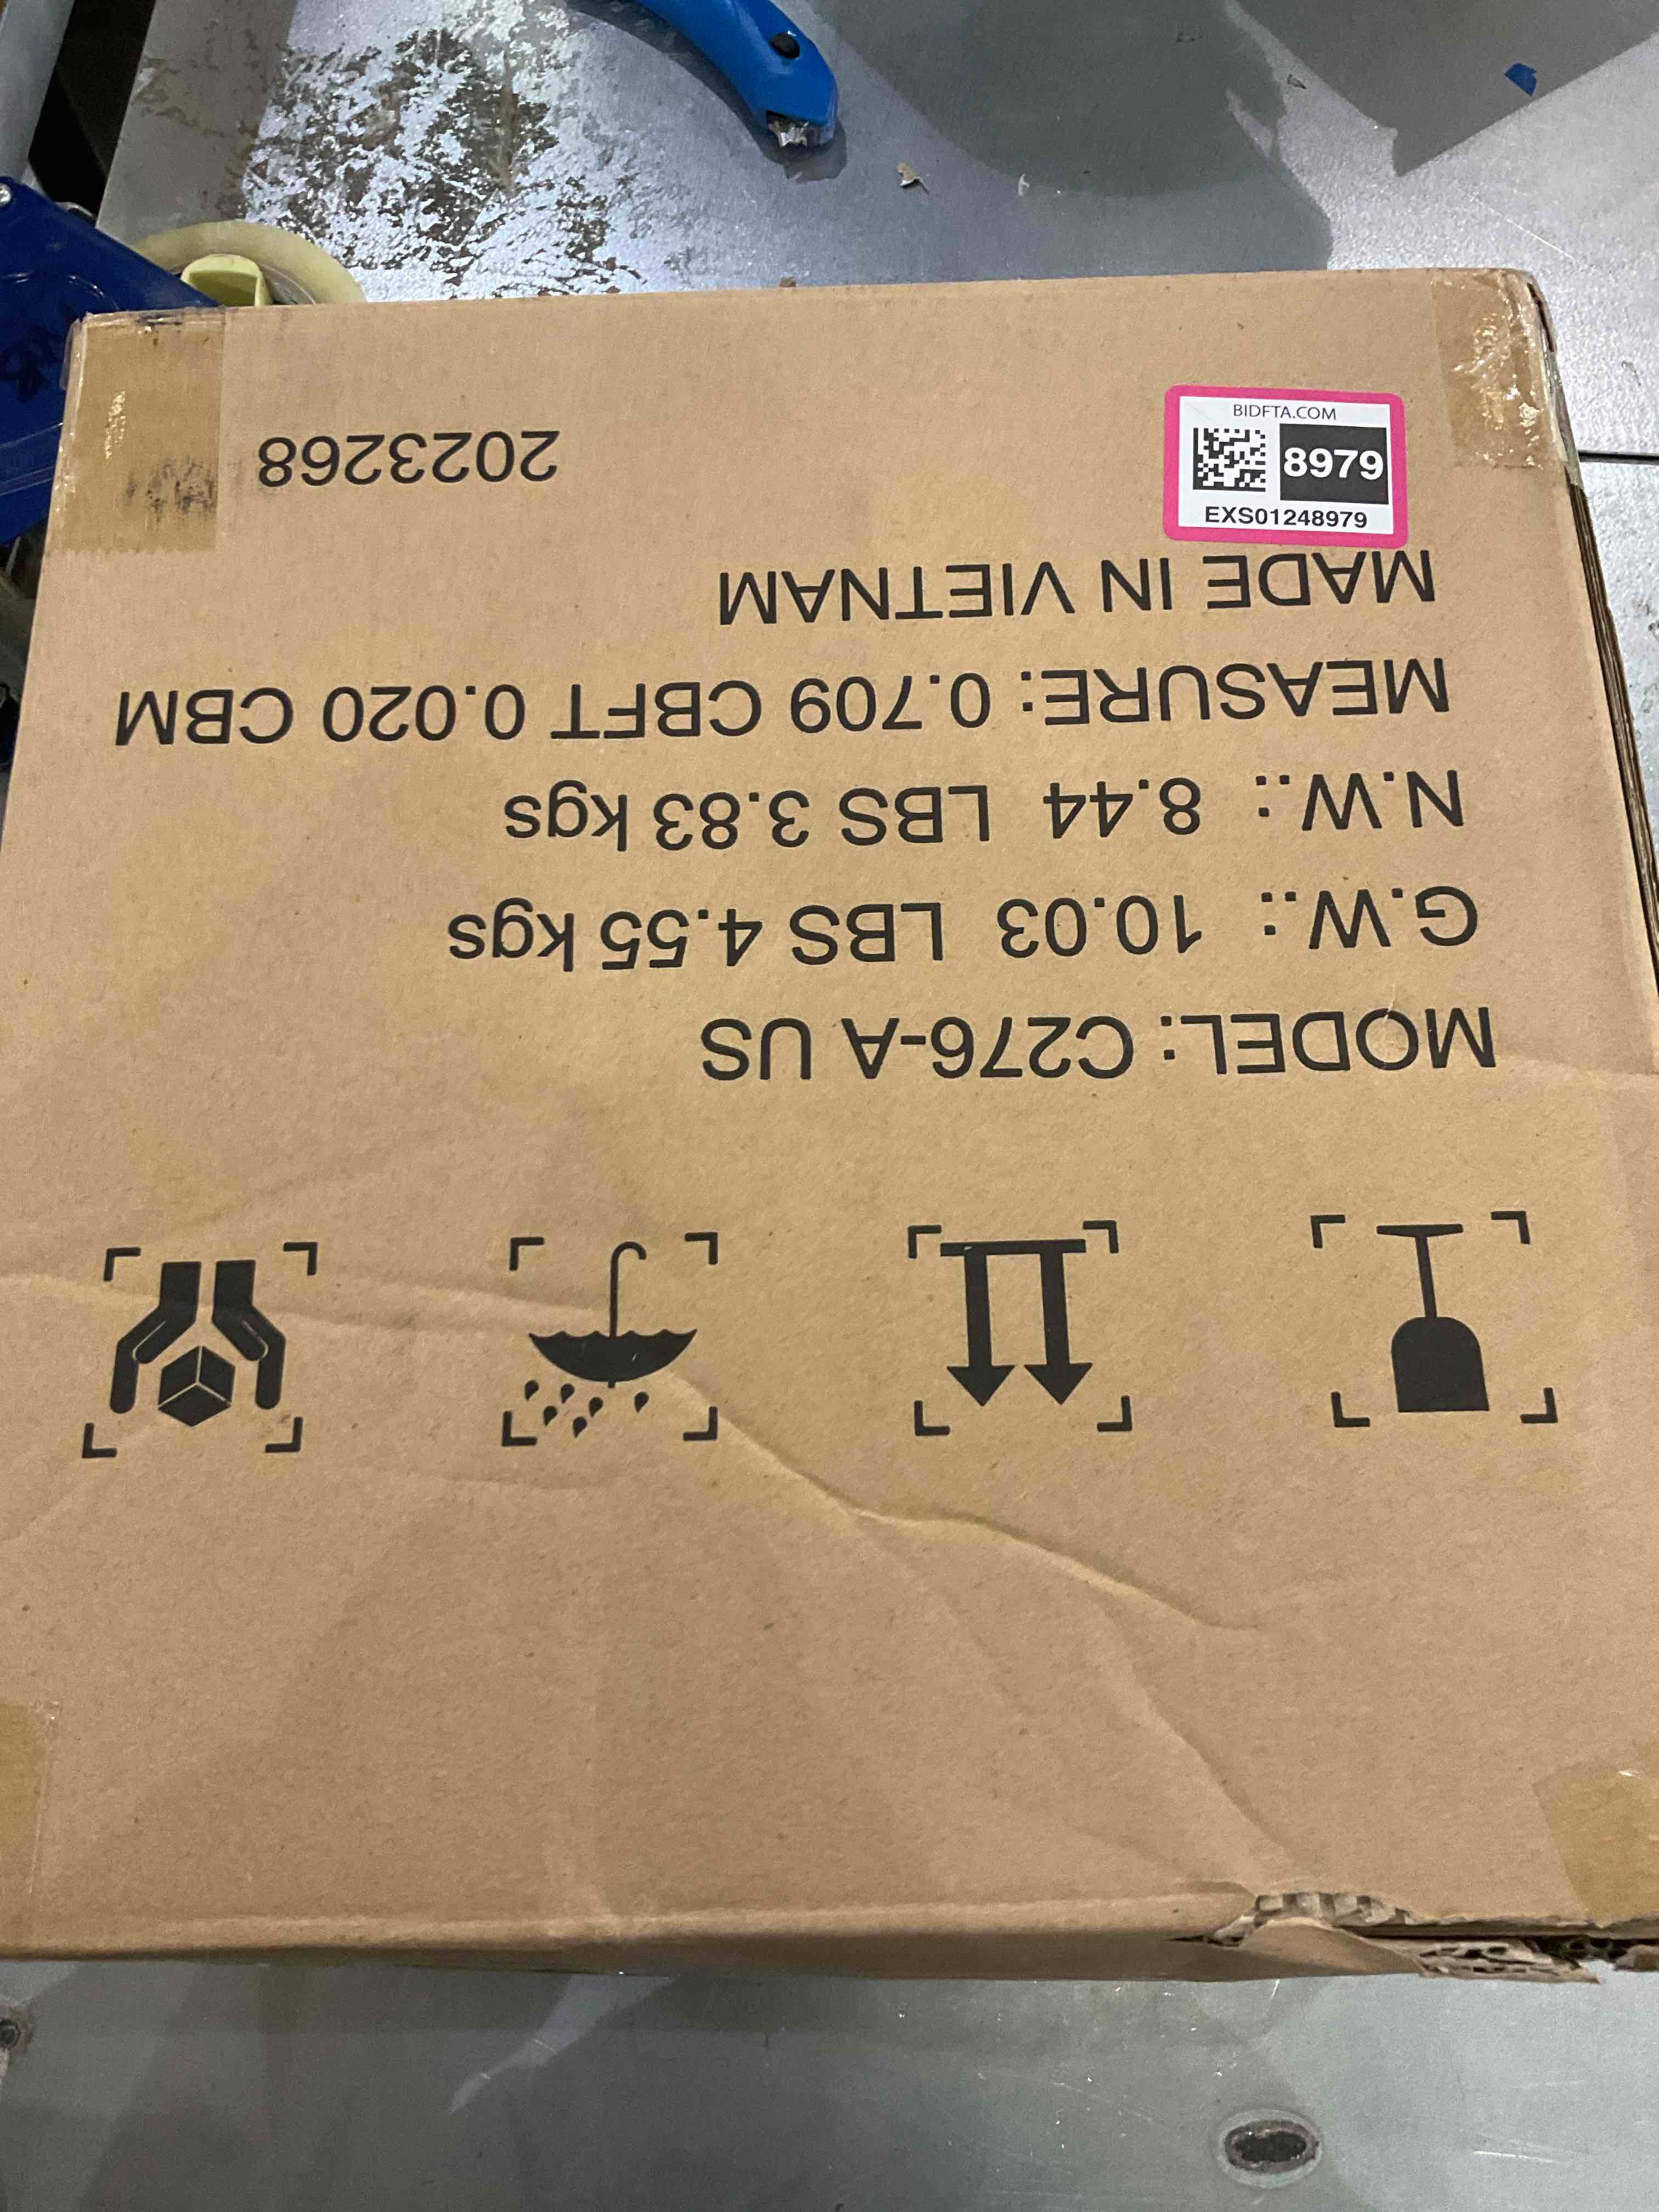 BIDFTA.COM
8979
EXS01248979
MODEL: C276-A US
G.W.: 10.03 LBS 4.55 kgs
N.W.: 8.44 LBS 3.83 kgs
MEASURE: 0.709 CBFT 0.020 CBM
MADE IN VIETNAM
2023268